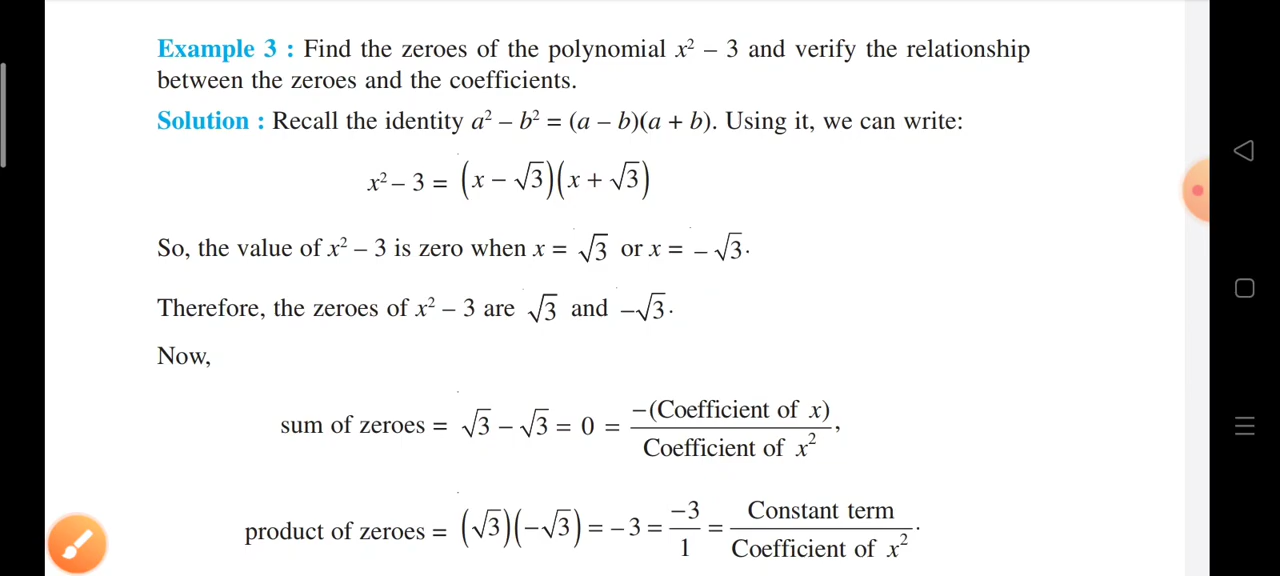 Example 3 : Find the zeroes of the polynomial x² – 3 and verify the relationship
between the zeroes and the coefficients.
Solution : Recall the identity a² – b² = (a – b)(a + b). Using it, we can write:
x² – 3 = (x – √3)(x + √3)
So, the value of x² – 3 is zero when x = √3 or x = – √3.
Therefore, the zeroes of x² – 3 are √3 and –√3.
Now,
sum of zeroes = √3 – √3 = 0 = –(Coefficient of x) / Coefficient of x²,
product of zeroes = (√3)(–√3) = – 3 = –3 / 1 = Constant term / Coefficient of x².